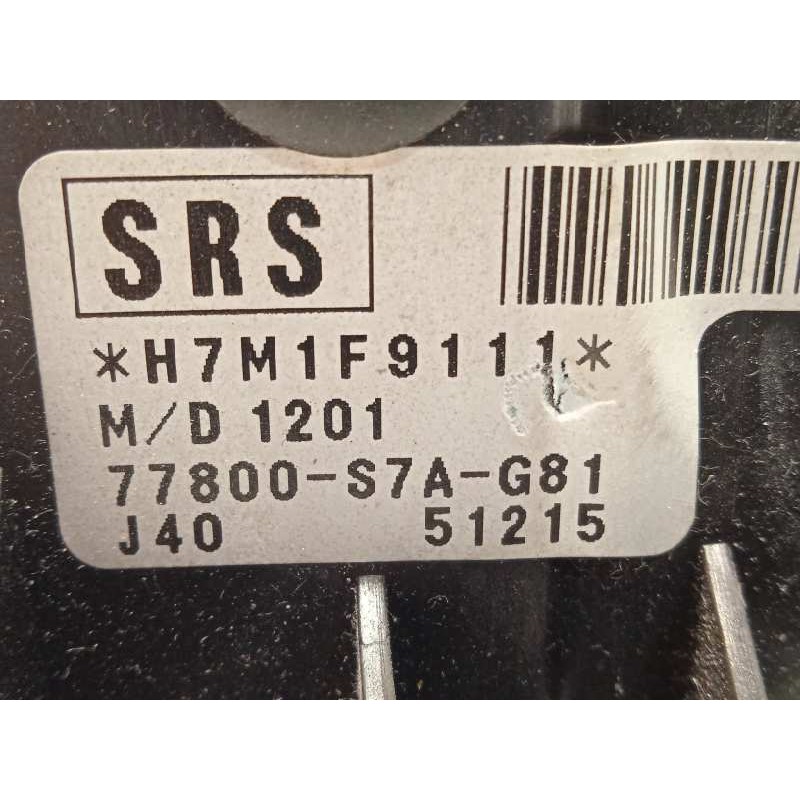 SRS
*H7M1F9111*
M/D 1201
77800-S7A-G81
J40 51215